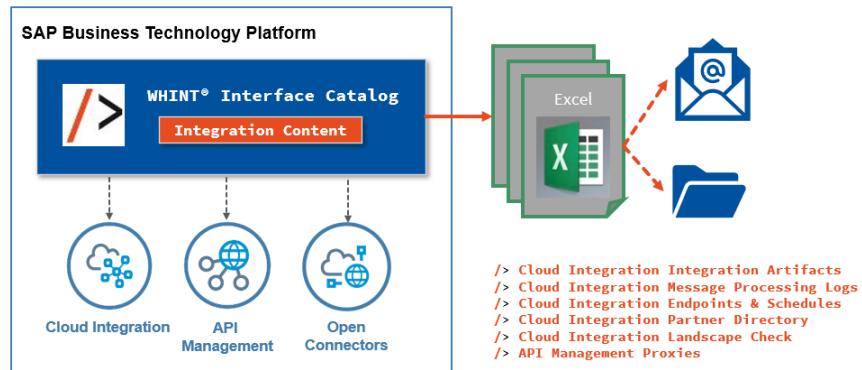 SAP Business Technology Platform
/>
WHINT® Interface Catalog
Integration Content
Cloud Integration
API
Management
Open
Connectors
Excel
X
@
/> Cloud Integration Integration Artifacts
/> Cloud Integration Message Processing Logs
/> Cloud Integration Endpoints & Schedules
/> Cloud Integration Partner Directory
/> Cloud Integration Landscape Check
/> API Management Proxies